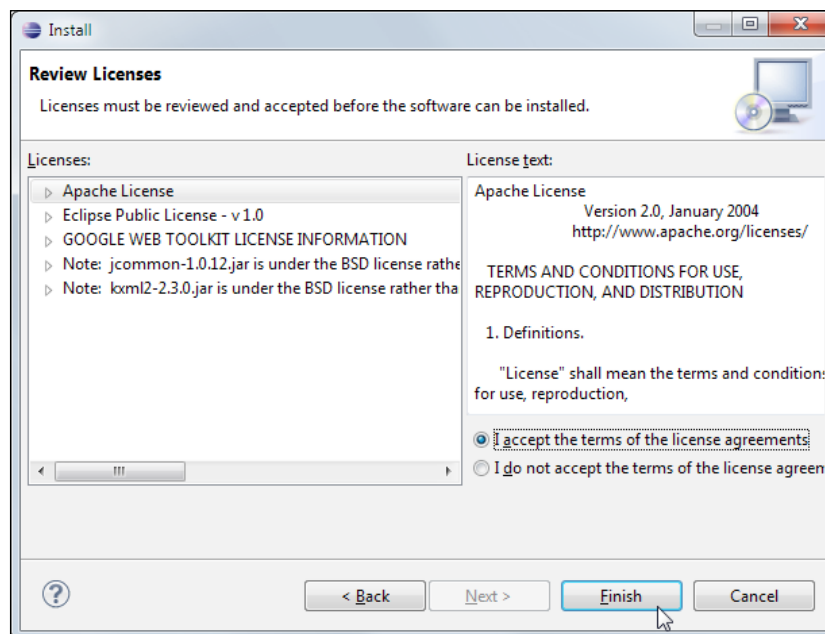 Install
Review Licenses
Licenses must be reviewed and accepted before the software can be installed.
Licenses:
Apache License
Eclipse Public License - v 1.0
GOOGLE WEB TOOLKIT LICENSE INFORMATION
Note: jcommon-1.0.12.jar is under the BSD license rathe
Note: kxml2-2.3.0.jar is under the BSD license rather tha
License text:
Apache License
Version 2.0, January 2004
http://www.apache.org/licenses/
TERMS AND CONDITIONS FOR USE,
REPRODUCTION, AND DISTRIBUTION
1. Definitions.
"License" shall mean the terms and conditions
for use, reproduction,
I accept the terms of the license agreements
I do not accept the terms of the license agreem
?
< Back
Next >
Finish
Cancel